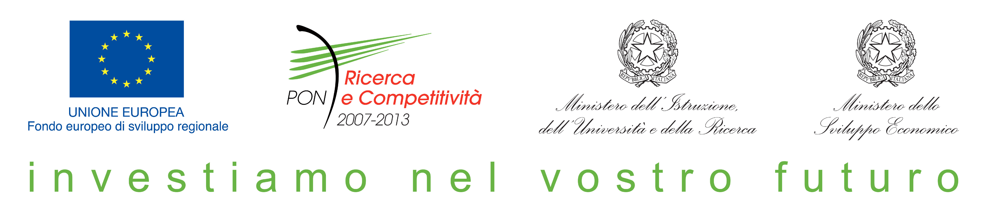 UNIONE EUROPEA
Fondo europeo di sviluppo regionale
PON
Ricerca
e Competitività
2007-2013
REPVBBLICA ITALIANA
Ministero dell'Istruzione,
dell'Università e della Ricerca
REPVBBLICA ITALIANA
Ministero dello
Sviluppo Economico
investiamo nel vostro futuro